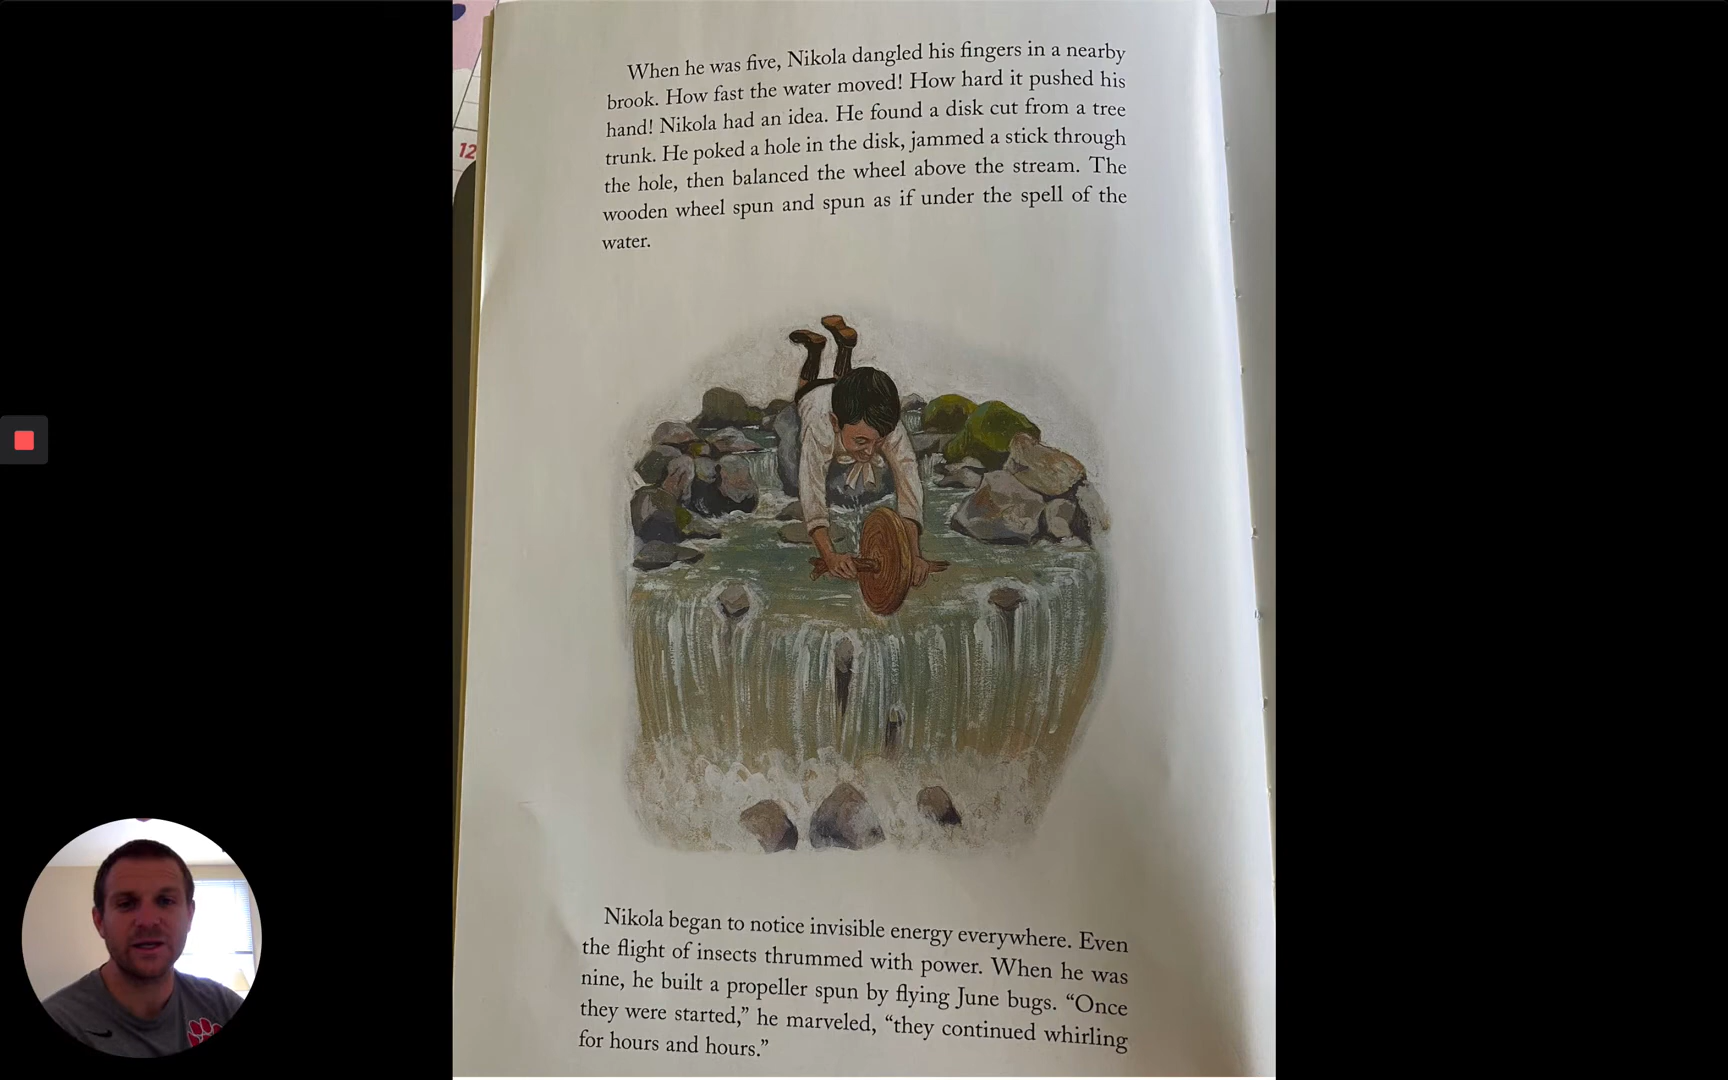 When he was five, Nikola dangled his fingers in a nearby
brook. How fast the water moved! How hard it pushed his
hand! Nikola had an idea. He found a disk cut from a tree
trunk. He poked a hole in the disk, jammed a stick through
the hole, then balanced the wheel above the stream. The
wooden wheel spun and spun as if under the spell of the
water.
12
Nikola began to notice invisible energy everywhere. Even
the flight of insects thrummed with power. When he was
nine, he built a propeller spun by flying June bugs. “Once
they were started,” he marveled, “they continued whirling
for hours and hours.”